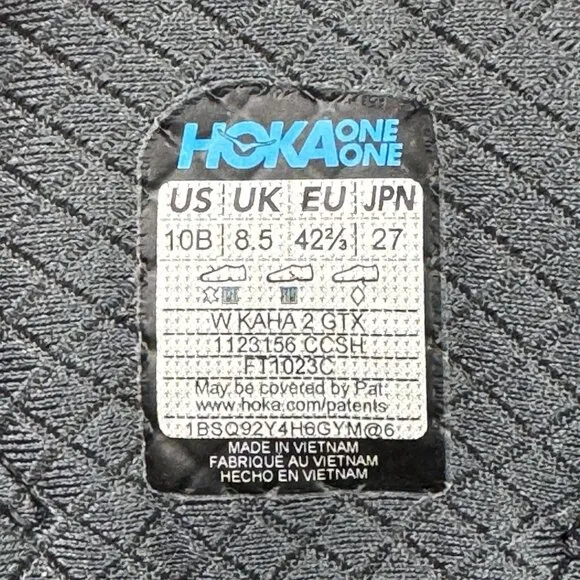 HOKA ONE ONE
US UK EU JPN
10B 8.5 42⅔ 27
W KAHA 2 GTX
1123156 CCSH
FT1023C
May be covered by Pat
www.hoka.com/patents
1BSQ92Y4H6GYM@6
MADE IN VIETNAM
FABRIQUÉ AU VIETNAM
HECHO EN VIETNAM